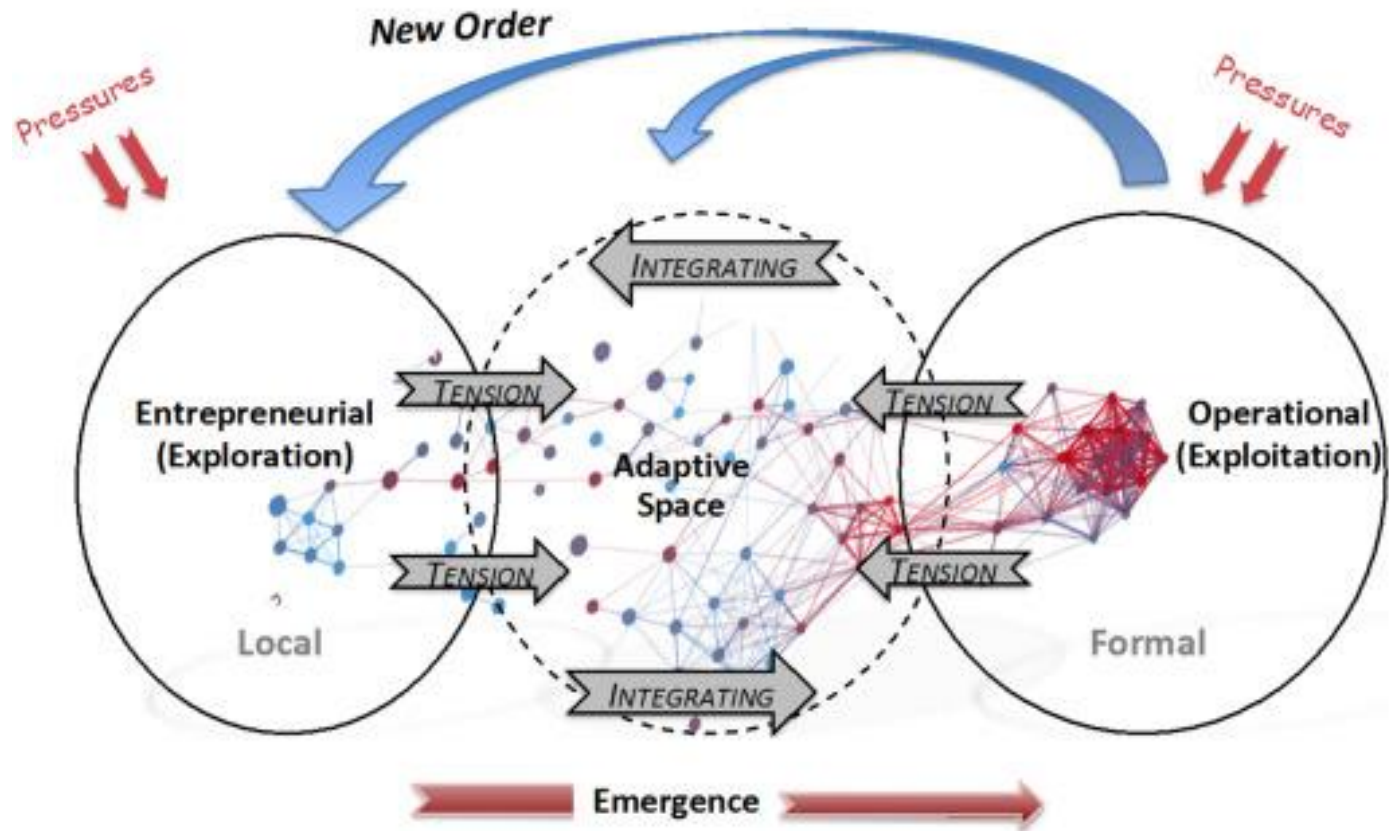 New Order
Pressures
Pressures
INTEGRATING
TENSION
TENSION
Entrepreneurial
(Exploration)
Adaptive
Space
Operational
(Exploitation)
TENSION
TENSION
Local
Formal
INTEGRATING
Emergence